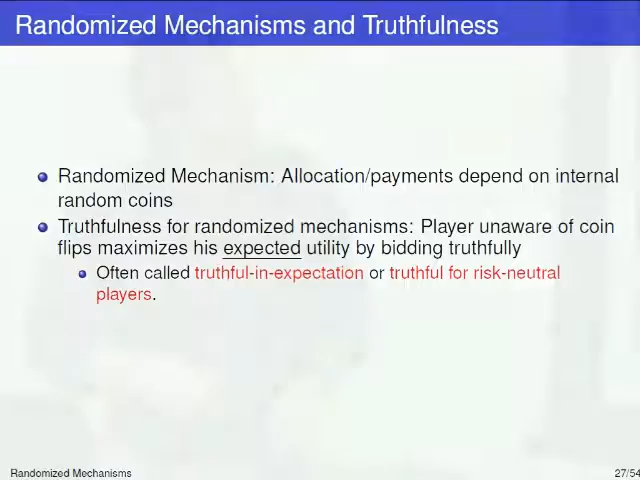 Randomized Mechanisms and Truthfulness
Randomized Mechanism: Allocation/payments depend on internal
random coins
Truthfulness for randomized mechanisms: Player unaware of coin
flips maximizes his expected utility by bidding truthfully
Often called truthful-in-expectation or truthful for risk-neutral
players.
Randomized Mechanisms
27/54